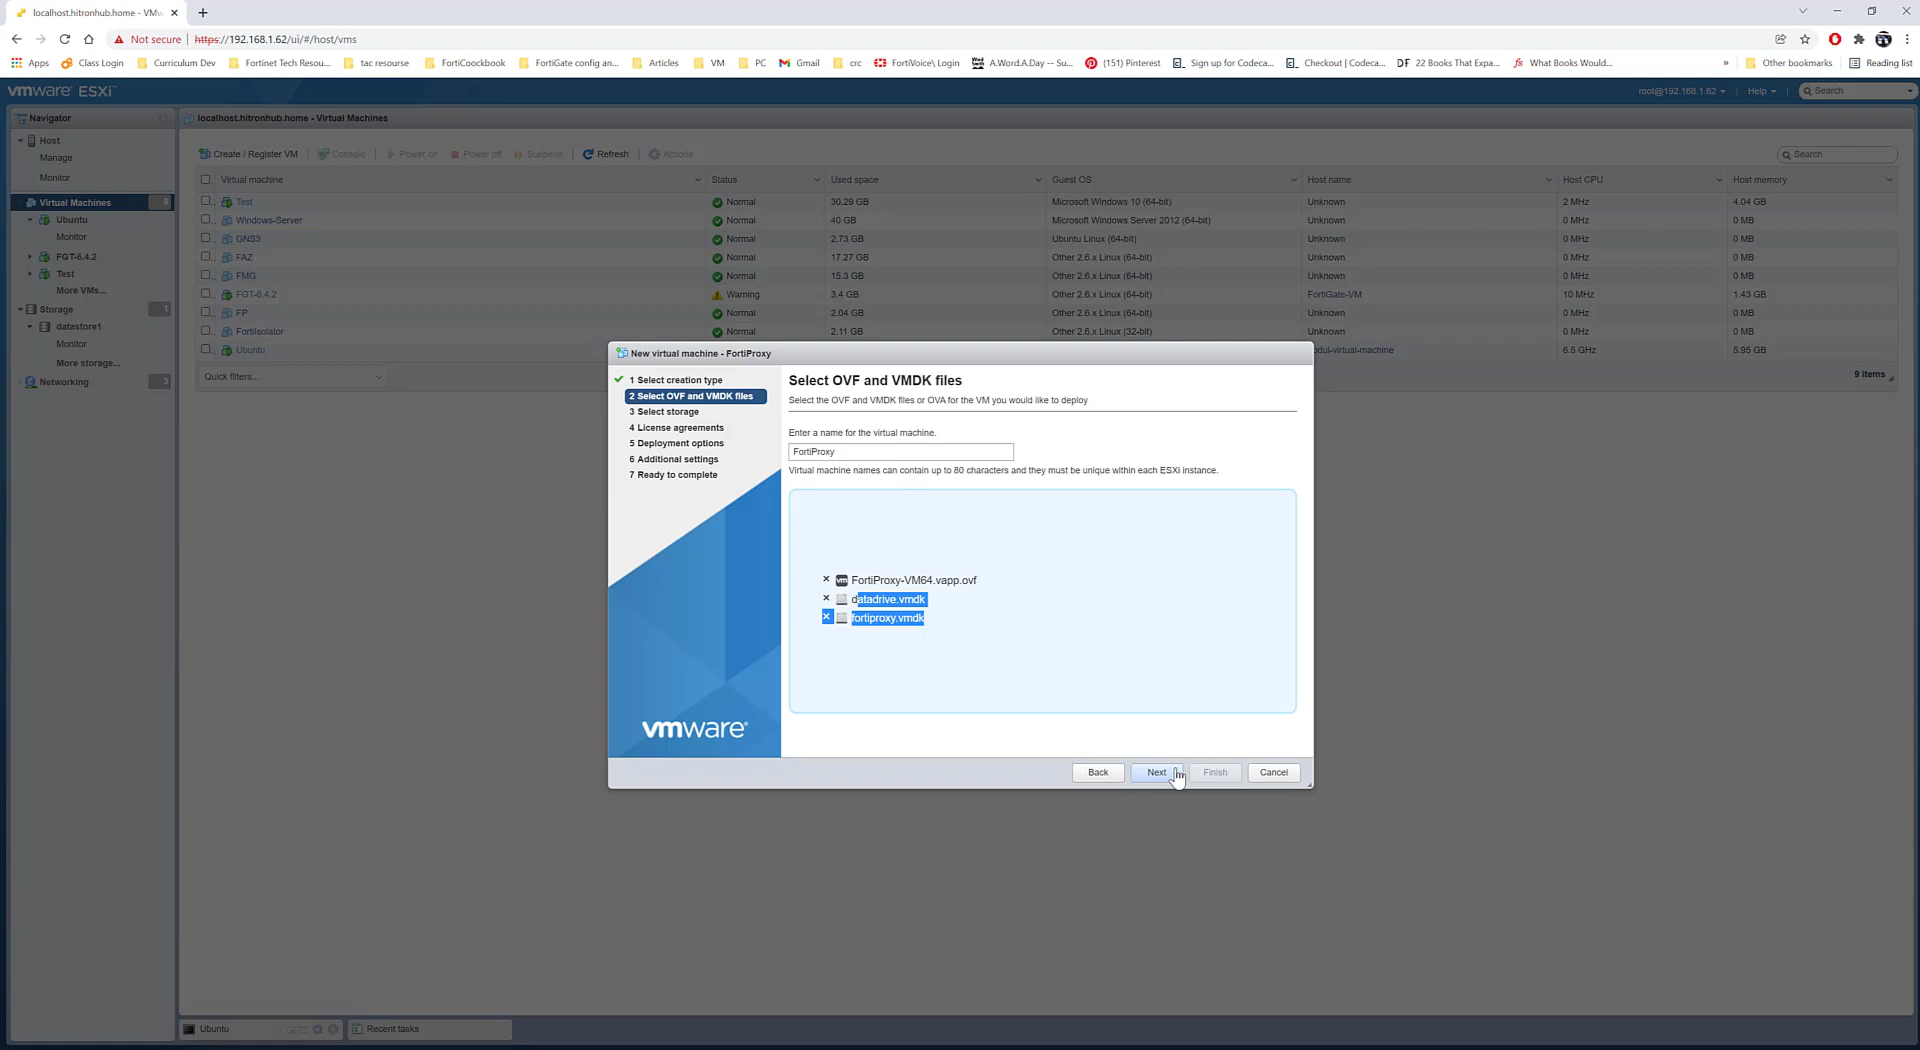 localhost.hitronhub.home - VMw
Not secure https://192.168.1.62/ui/#/host/vms
Apps Class Login Curriculum Dev Fortinet Tech Resou... tac resourse FortiCoockbook FortiGate config an... Articles VM PC Gmail crc FortiVoice\ Login A.Word.A.Day -- Su... (151) Pinterest Sign up for Codeca... Checkout | Codeca... DF 22 Books That Expa... fs What Books Would... » Other bookmarks Reading list
vmware ESXi root@192.168.1.62 | Help | Search
Navigator
localhost.hitronhub.home - Virtual Machines
Host
Manage
Monitor
Virtual Machines 9
Ubuntu
Monitor
FGT-6.4.2
Test
More VMs...
Storage 1
datastore1
Monitor
More storage...
Networking 3
Create / Register VM Console Power on Power off Suspend Refresh Actions Search
Virtual machine Status Used space Guest OS Host name Host CPU Host memory
Test Normal 30.29 GB Microsoft Windows 10 (64-bit) Unknown 2 MHz 4.04 GB
Windows-Server Normal 40 GB Microsoft Windows Server 2012 (64-bit) Unknown 0 MHz 0 MB
GNS3 Normal 2.73 GB Ubuntu Linux (64-bit) Unknown 0 MHz 0 MB
FAZ Normal 17.27 GB Other 2.6.x Linux (64-bit) Unknown 0 MHz 0 MB
FMG Normal 15.3 GB Other 2.6.x Linux (64-bit) Unknown 0 MHz 0 MB
FGT-6.4.2 Warning 3.4 GB Other 2.6.x Linux (64-bit) FortiGate-VM 10 MHz 1.43 GB
FP Normal 2.04 GB Other 2.6.x Linux (64-bit) Unknown 0 MHz 0 MB
FortiIsolator Normal 2.11 GB Other 2.6.x Linux (32-bit) Unknown 0 MHz 0 MB
Ubuntu odul-virtual-machine 6.5 GHz 5.95 GB
Quick filters... 9 items
New virtual machine - FortiProxy
1 Select creation type
2 Select OVF and VMDK files
3 Select storage
4 License agreements
5 Deployment options
6 Additional settings
7 Ready to complete
vmware
Select OVF and VMDK files
Select the OVF and VMDK files or OVA for the VM you would like to deploy
Enter a name for the virtual machine.
FortiProxy
Virtual machine names can contain up to 80 characters and they must be unique within each ESXi instance.
× vm FortiProxy-VM64.vapp.ovf
× datadrive.vmdk
× fortiproxy.vmdk
Back Next Finish Cancel
Ubuntu Recent tasks